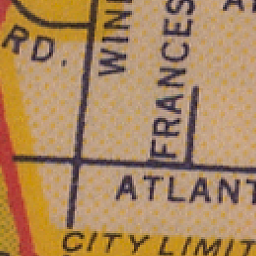 RD.
WIN
FRANCES
A
ATLANT
CITY LIMIT